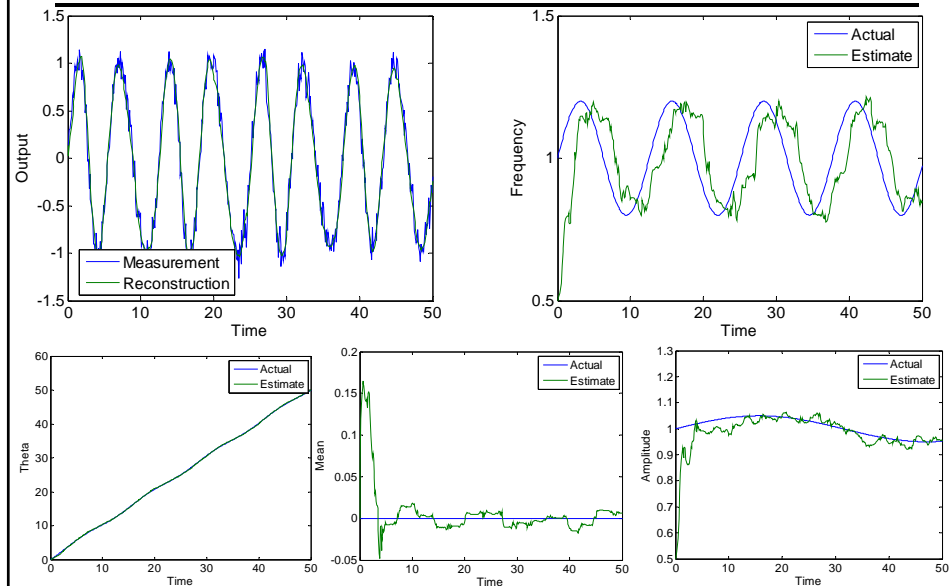 1.5
1
0.5
0
-0.5
-1
-1.5
Output
0 10 20 30 40 50
Time
Measurement
Reconstruction
1.5
1
0.5
Frequency
0 10 20 30 40 50
Time
Actual
Estimate
60
50
40
30
20
10
0
Theta
0 10 20 30 40 50
Time
Actual
Estimate
0.2
0.15
0.1
0.05
0
-0.05
Mean
0 10 20 30 40 50
Time
Actual
Estimate
1.3
1.2
1.1
1
0.9
0.8
0.7
0.6
0.5
Amplitude
0 10 20 30 40 50
Time
Actual
Estimate